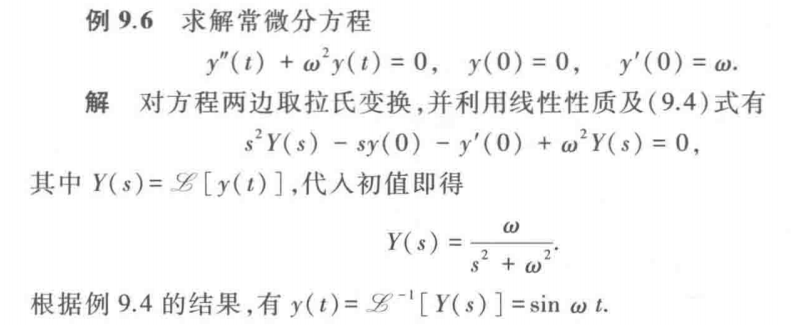 例 9.6 求解常微分方程
y″(t) + ω²y(t) = 0, y(0) = 0, y′(0) = ω.
解 对方程两边取拉氏变换,并利用线性性质及(9.4)式有
s²Y(s) − sy(0) − y′(0) + ω²Y(s) = 0,
其中 Y(s)= ℒ[y(t)],代入初值即得
Y(s) = ω / (s² + ω²).
根据例 9.4 的结果,有 y(t)= ℒ⁻¹[Y(s)] = sin ω t.